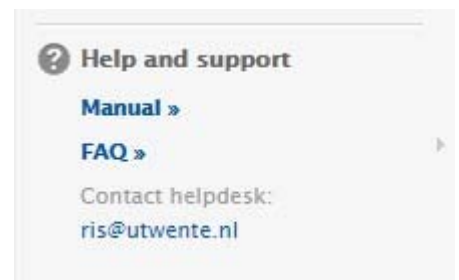 Help and support
Manual »
FAQ »
Contact helpdesk:
ris@utwente.nl